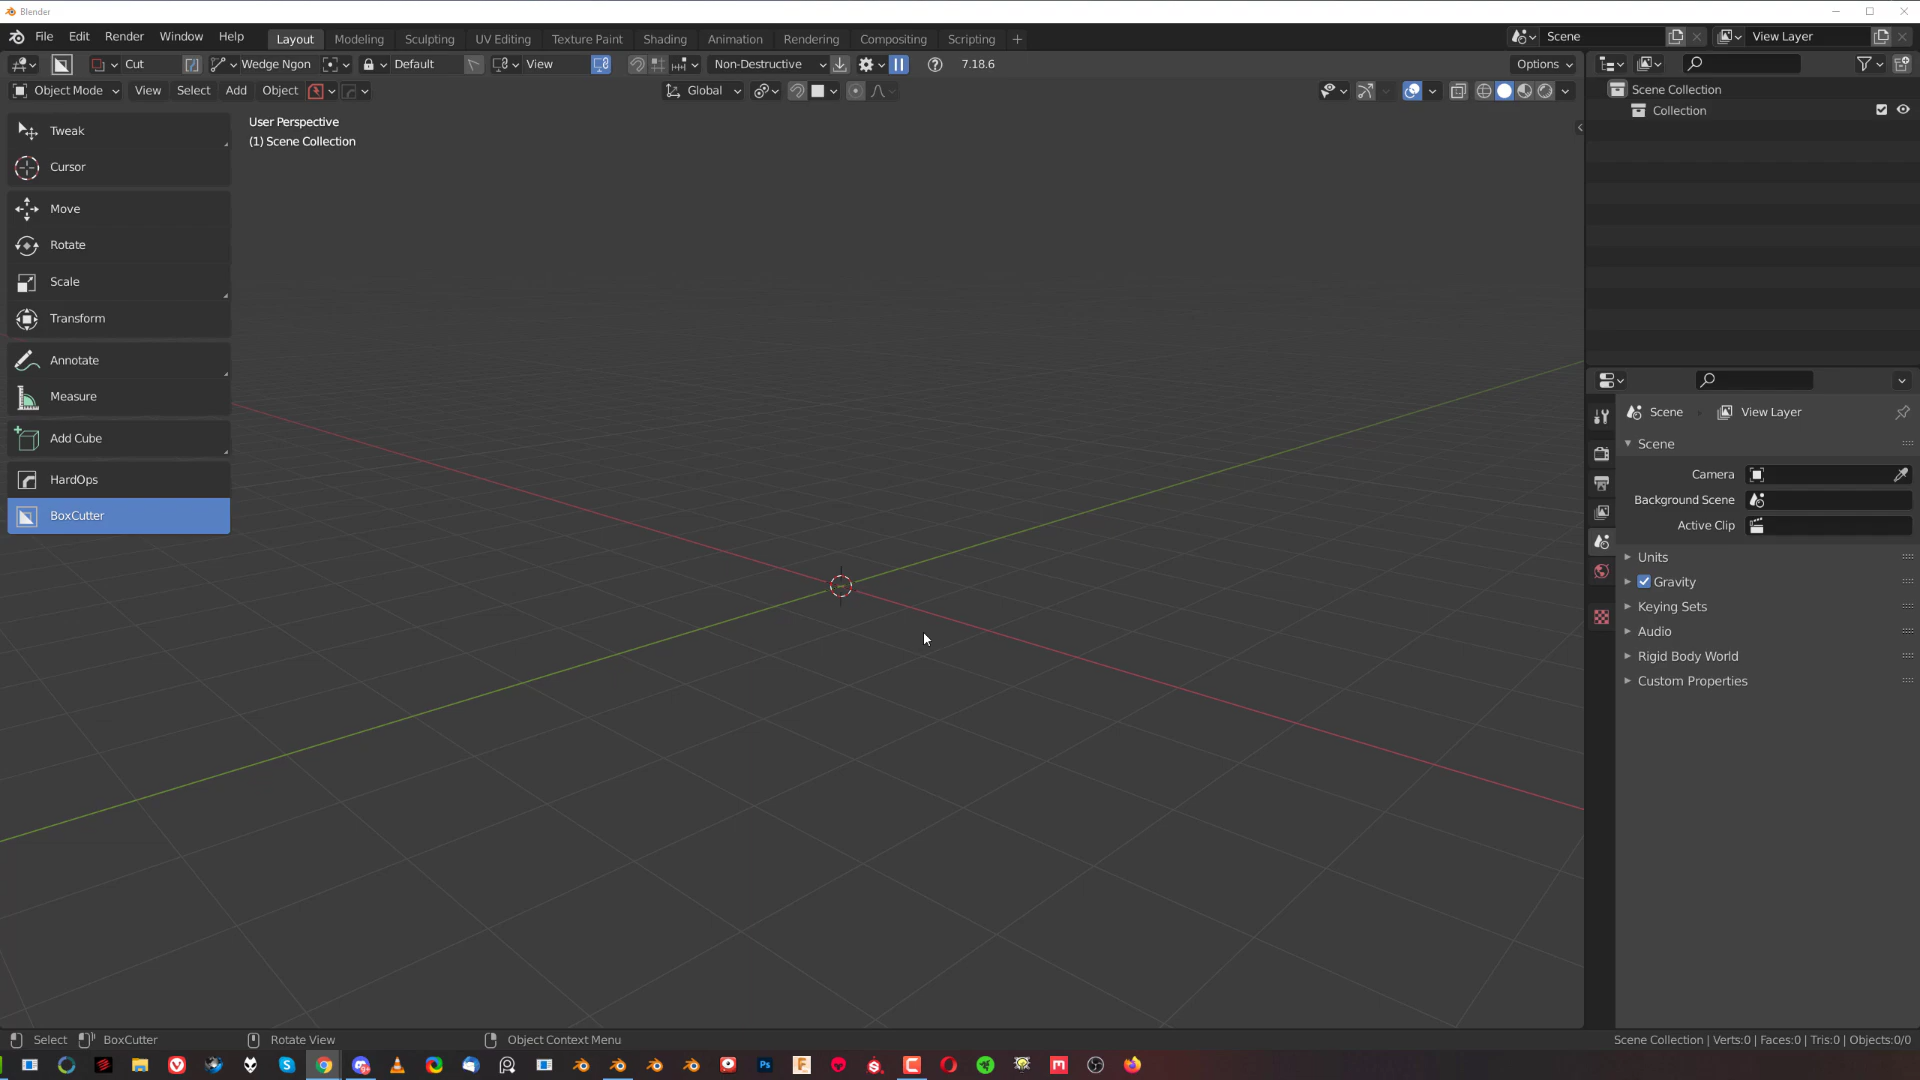 Blender
File Edit Render Window Help Layout Modeling Sculpting UV Editing Texture Paint Shading Animation Rendering Compositing Scripting + Scene View Layer
Cut Wedge Ngon Default View Non-Destructive 7.18.6 Options
Object Mode View Select Add Object Global
User Perspective
(1) Scene Collection
Tweak
Cursor
Move
Rotate
Scale
Transform
Annotate
Measure
Add Cube
HardOps
BoxCutter
Scene Collection
Collection
Scene View Layer
Scene
Camera
Background Scene
Active Clip
Units
Gravity
Keying Sets
Audio
Rigid Body World
Custom Properties
Select BoxCutter Rotate View Object Context Menu Scene Collection | Verts:0 | Faces:0 | Tris:0 | Objects:0/0